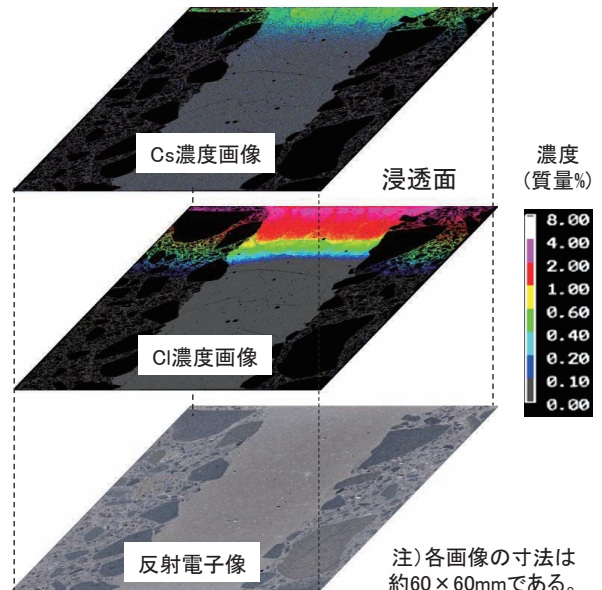 Cs濃度画像
浸透面
濃度
(質量%)
8.00
4.00
2.00
1.00
0.60
0.40
0.20
0.10
0.00
Cl濃度画像
反射電子像
注)各画像の寸法は
約60×60mmである。